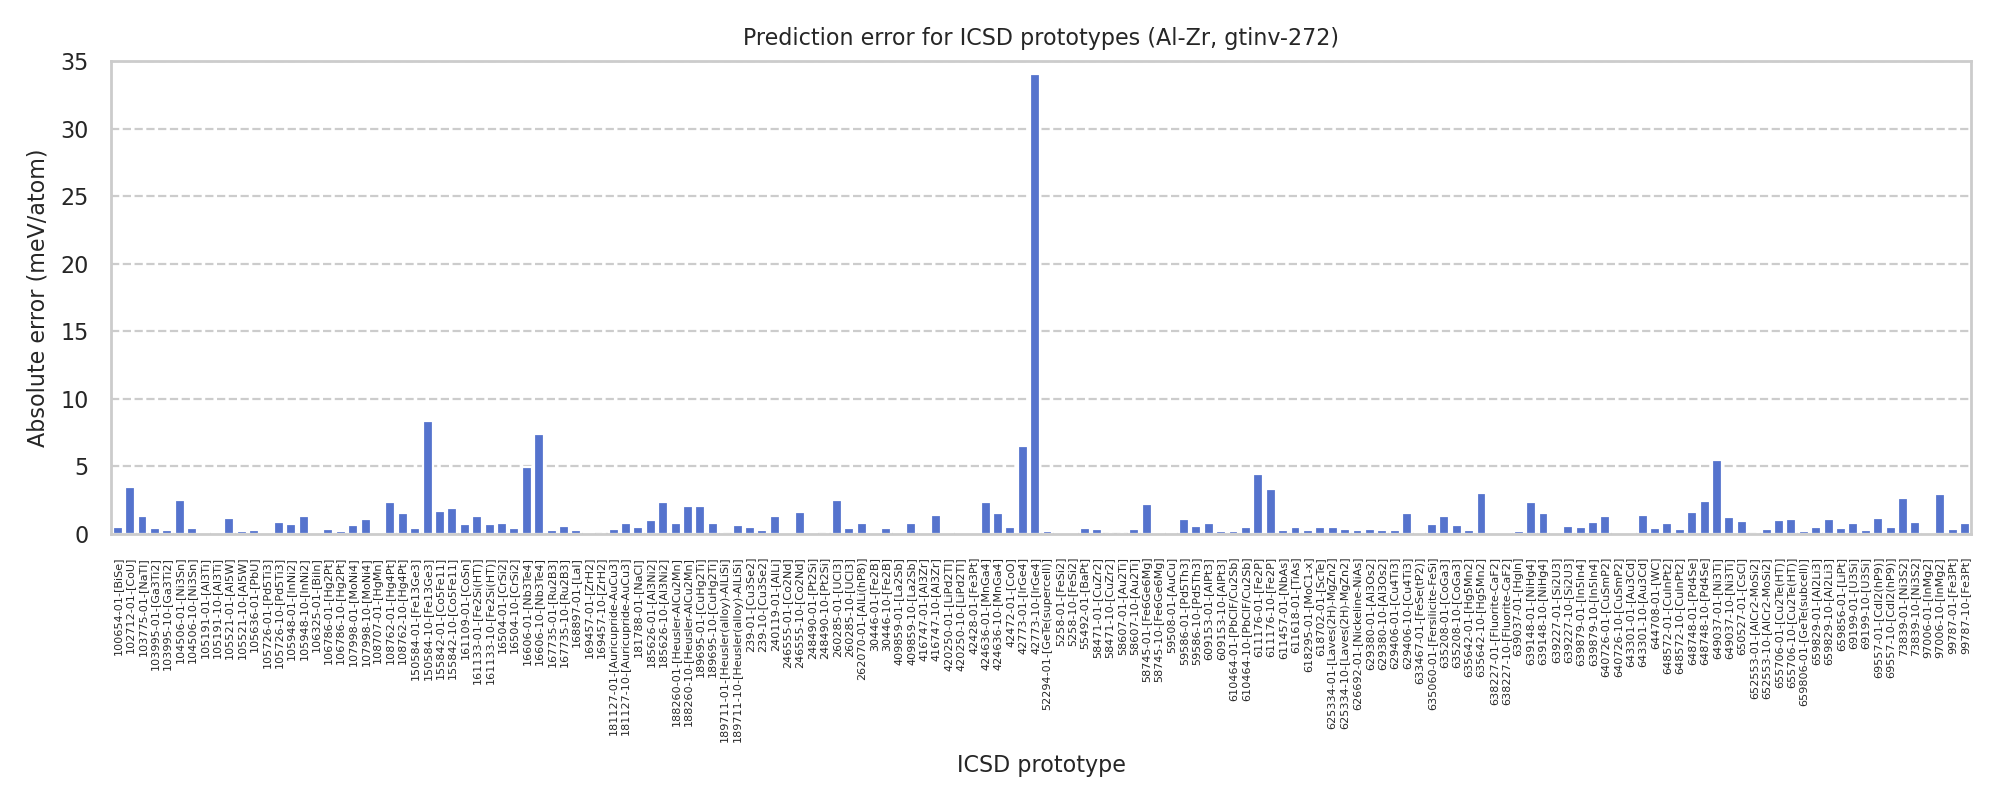 Prediction error for ICSD prototypes (Al-Zr, gtinv-272)
Absolute error (meV/atom)
35
30
25
20
15
10
5
0
100654-01-[BiSe]
102712-01-[CoU]
103775-01-[NaTl]
103995-01-[Ga3Ti2]
103995-10-[Ga3Ti2]
104506-01-[Ni3Sn]
104506-10-[Ni3Sn]
105191-01-[Al3Ti]
105191-10-[Al3Ti]
105521-01-[Al5W]
105521-10-[Al5W]
105636-01-[PbU]
105726-01-[Pd5Ti3]
105726-10-[Pd5Ti3]
105948-01-[InNi2]
105948-10-[InNi2]
106325-01-[BiIn]
106786-01-[Hg2Pt]
106786-10-[Hg2Pt]
107998-01-[MoNi4]
107998-10-[MoNi4]
108707-01-[HgMn]
108762-01-[Hg4Pt]
108762-10-[Hg4Pt]
150584-01-[Fe13Ge3]
150584-10-[Fe13Ge3]
155842-01-[Co5Fe11]
155842-10-[Co5Fe11]
161109-01-[CoSn]
161133-01-[Fe2Si(HT)]
161133-10-[Fe2Si(HT)]
16504-01-[CrSi2]
16504-10-[CrSi2]
16606-01-[Nb3Te4]
16606-10-[Nb3Te4]
167735-01-[Ru2B3]
167735-10-[Ru2B3]
168897-01-[LaI]
169457-01-[ZrH2]
169457-10-[ZrH2]
181127-01-[Auricupride-AuCu3]
181127-10-[Auricupride-AuCu3]
181788-01-[NaCl]
185626-01-[Al3Ni2]
185626-10-[Al3Ni2]
188260-01-[Heusler-AlCu2Mn]
188260-10-[Heusler-AlCu2Mn]
189695-01-[CuHg2Ti]
189695-10-[CuHg2Ti]
189711-01-[Heusler(alloy)-AlLiSi]
189711-10-[Heusler(alloy)-AlLiSi]
239-01-[Cu3Se2]
239-10-[Cu3Se2]
240119-01-[AlLi]
246555-01-[Co2Nd]
246555-10-[Co2Nd]
248490-01-[Pt2Si]
248490-10-[Pt2Si]
260285-01-[UCl3]
260285-10-[UCl3]
262070-01-[AlLi(hP8)]
30446-01-[Fe2B]
30446-10-[Fe2B]
409859-01-[La2Sb]
409859-10-[La2Sb]
416747-01-[Al3Zr]
416747-10-[Al3Zr]
420250-01-[LiPd2Tl]
420250-10-[LiPd2Tl]
42428-01-[Fe3Pt]
424636-01-[MnGa4]
424636-10-[MnGa4]
42472-01-[CoO]
42773-01-[IrGe4]
42773-10-[IrGe4]
52294-01-[GeTe(supercell)]
5258-01-[FeSi2]
5258-10-[FeSi2]
55492-01-[BaPt]
58471-01-[CuZr2]
58471-10-[CuZr2]
58607-01-[Au2Ti]
58607-10-[Au2Ti]
58745-01-[Fe6Ge6Mg]
58745-10-[Fe6Ge6Mg]
59508-01-[AuCu]
59586-01-[Pd5Th3]
59586-10-[Pd5Th3]
609153-01-[AlPt3]
609153-10-[AlPt3]
610464-01-[PbClF/Cu2Sb]
610464-10-[PbClF/Cu2Sb]
611176-01-[Fe2P]
611176-10-[Fe2P]
611457-01-[NbAs]
611618-01-[TiAs]
618295-01-[MoC1-x]
618702-01-[ScTe]
625334-01-[Laves(2H)-MgZn2]
625334-10-[Laves(2H)-MgZn2]
626692-01-[Nickeline-NiAs]
629380-01-[Al3Os2]
629380-10-[Al3Os2]
629406-01-[Cu4Ti3]
629406-10-[Cu4Ti3]
633467-01-[FeSe(tP2)]
635060-01-[Fersilicite-FeSi]
635208-01-[CoGa3]
635208-10-[CoGa3]
635642-01-[Hg5Mn2]
635642-10-[Hg5Mn2]
638227-01-[Fluorite-CaF2]
638227-10-[Fluorite-CaF2]
639037-01-[HgIn]
639148-01-[NiHg4]
639148-10-[NiHg4]
639227-01-[Si2U3]
639227-10-[Si2U3]
639879-01-[In5In4]
639879-10-[In5In4]
640726-01-[CuSmP2]
640726-10-[CuSmP2]
643301-01-[Au3Cd]
643301-10-[Au3Cd]
644708-01-[WC]
648572-01-[CuInPt2]
648572-10-[CuInPt2]
648748-01-[Pd4Se]
648748-10-[Pd4Se]
649037-01-[Ni3Ti]
649037-10-[Ni3Ti]
650527-01-[CsCl]
652553-01-[AlCr2-MoSi2]
652553-10-[AlCr2-MoSi2]
655706-01-[Cu2Te(HT)]
655706-10-[Cu2Te(HT)]
659806-01-[GeTe(subcell)]
659829-01-[Al2Li3]
659829-10-[Al2Li3]
659856-01-[LiPt]
69199-01-[U3Si]
69199-10-[U3Si]
69557-01-[CdI2(hP9)]
69557-10-[CdI2(hP9)]
73839-01-[Ni3S2]
73839-10-[Ni3S2]
97006-01-[InMg2]
97006-10-[InMg2]
99787-01-[Fe3Pt]
99787-10-[Fe3Pt]
ICSD prototype